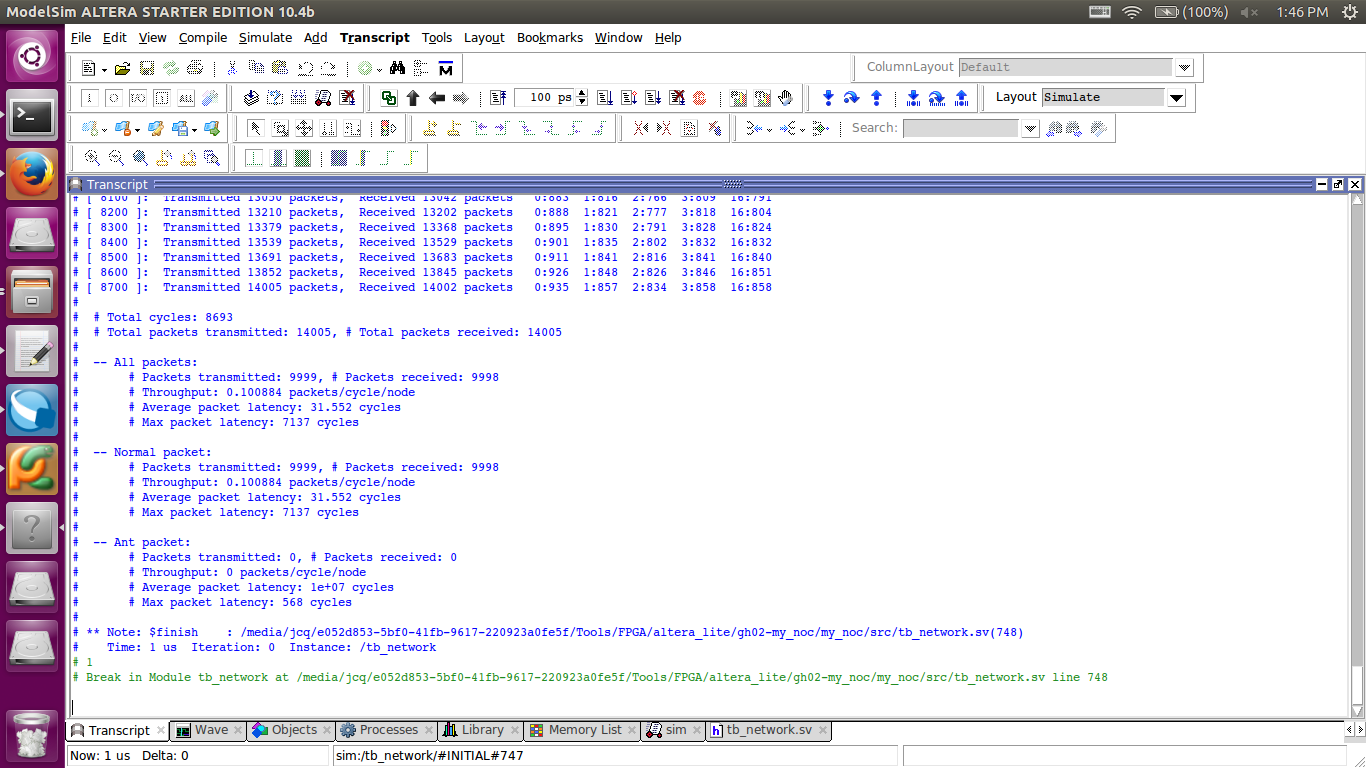 ModelSim ALTERA STARTER EDITION 10.4b (100%) 1:46 PM
File Edit View Compile Simulate Add Transcript Tools Layout Bookmarks Window Help
ColumnLayout Default
100 ps Layout Simulate
Search:
Transcript
# [ 8100 ]: Transmitted 13050 packets, Received 13042 packets 0:883 1:816 2:766 3:809 16:791
# [ 8200 ]: Transmitted 13210 packets, Received 13202 packets 0:888 1:821 2:777 3:818 16:804
# [ 8300 ]: Transmitted 13379 packets, Received 13368 packets 0:895 1:830 2:791 3:828 16:824
# [ 8400 ]: Transmitted 13539 packets, Received 13529 packets 0:901 1:835 2:802 3:832 16:832
# [ 8500 ]: Transmitted 13691 packets, Received 13683 packets 0:911 1:841 2:816 3:841 16:840
# [ 8600 ]: Transmitted 13852 packets, Received 13845 packets 0:926 1:848 2:826 3:846 16:851
# [ 8700 ]: Transmitted 14005 packets, Received 14002 packets 0:935 1:857 2:834 3:858 16:858
#
# # Total cycles: 8693
# # Total packets transmitted: 14005, # Total packets received: 14005
#
# -- All packets:
# # Packets transmitted: 9999, # Packets received: 9998
# # Throughput: 0.100884 packets/cycle/node
# # Average packet latency: 31.552 cycles
# # Max packet latency: 7137 cycles
#
# -- Normal packet:
# # Packets transmitted: 9999, # Packets received: 9998
# # Throughput: 0.100884 packets/cycle/node
# # Average packet latency: 31.552 cycles
# # Max packet latency: 7137 cycles
#
# -- Ant packet:
# # Packets transmitted: 0, # Packets received: 0
# # Throughput: 0 packets/cycle/node
# # Average packet latency: 1e+07 cycles
# # Max packet latency: 568 cycles
#
# ** Note: $finish : /media/jcq/e052d853-5bf0-41fb-9617-220923a0fe5f/Tools/FPGA/altera_lite/gh02-my_noc/my_noc/src/tb_network.sv(748)
# Time: 1 us Iteration: 0 Instance: /tb_network
# 1
# Break in Module tb_network at /media/jcq/e052d853-5bf0-41fb-9617-220923a0fe5f/Tools/FPGA/altera_lite/gh02-my_noc/my_noc/src/tb_network.sv line 748
Transcript Wave Objects Processes Library Memory List sim tb_network.sv
Now: 1 us Delta: 0 sim:/tb_network/#INITIAL#747